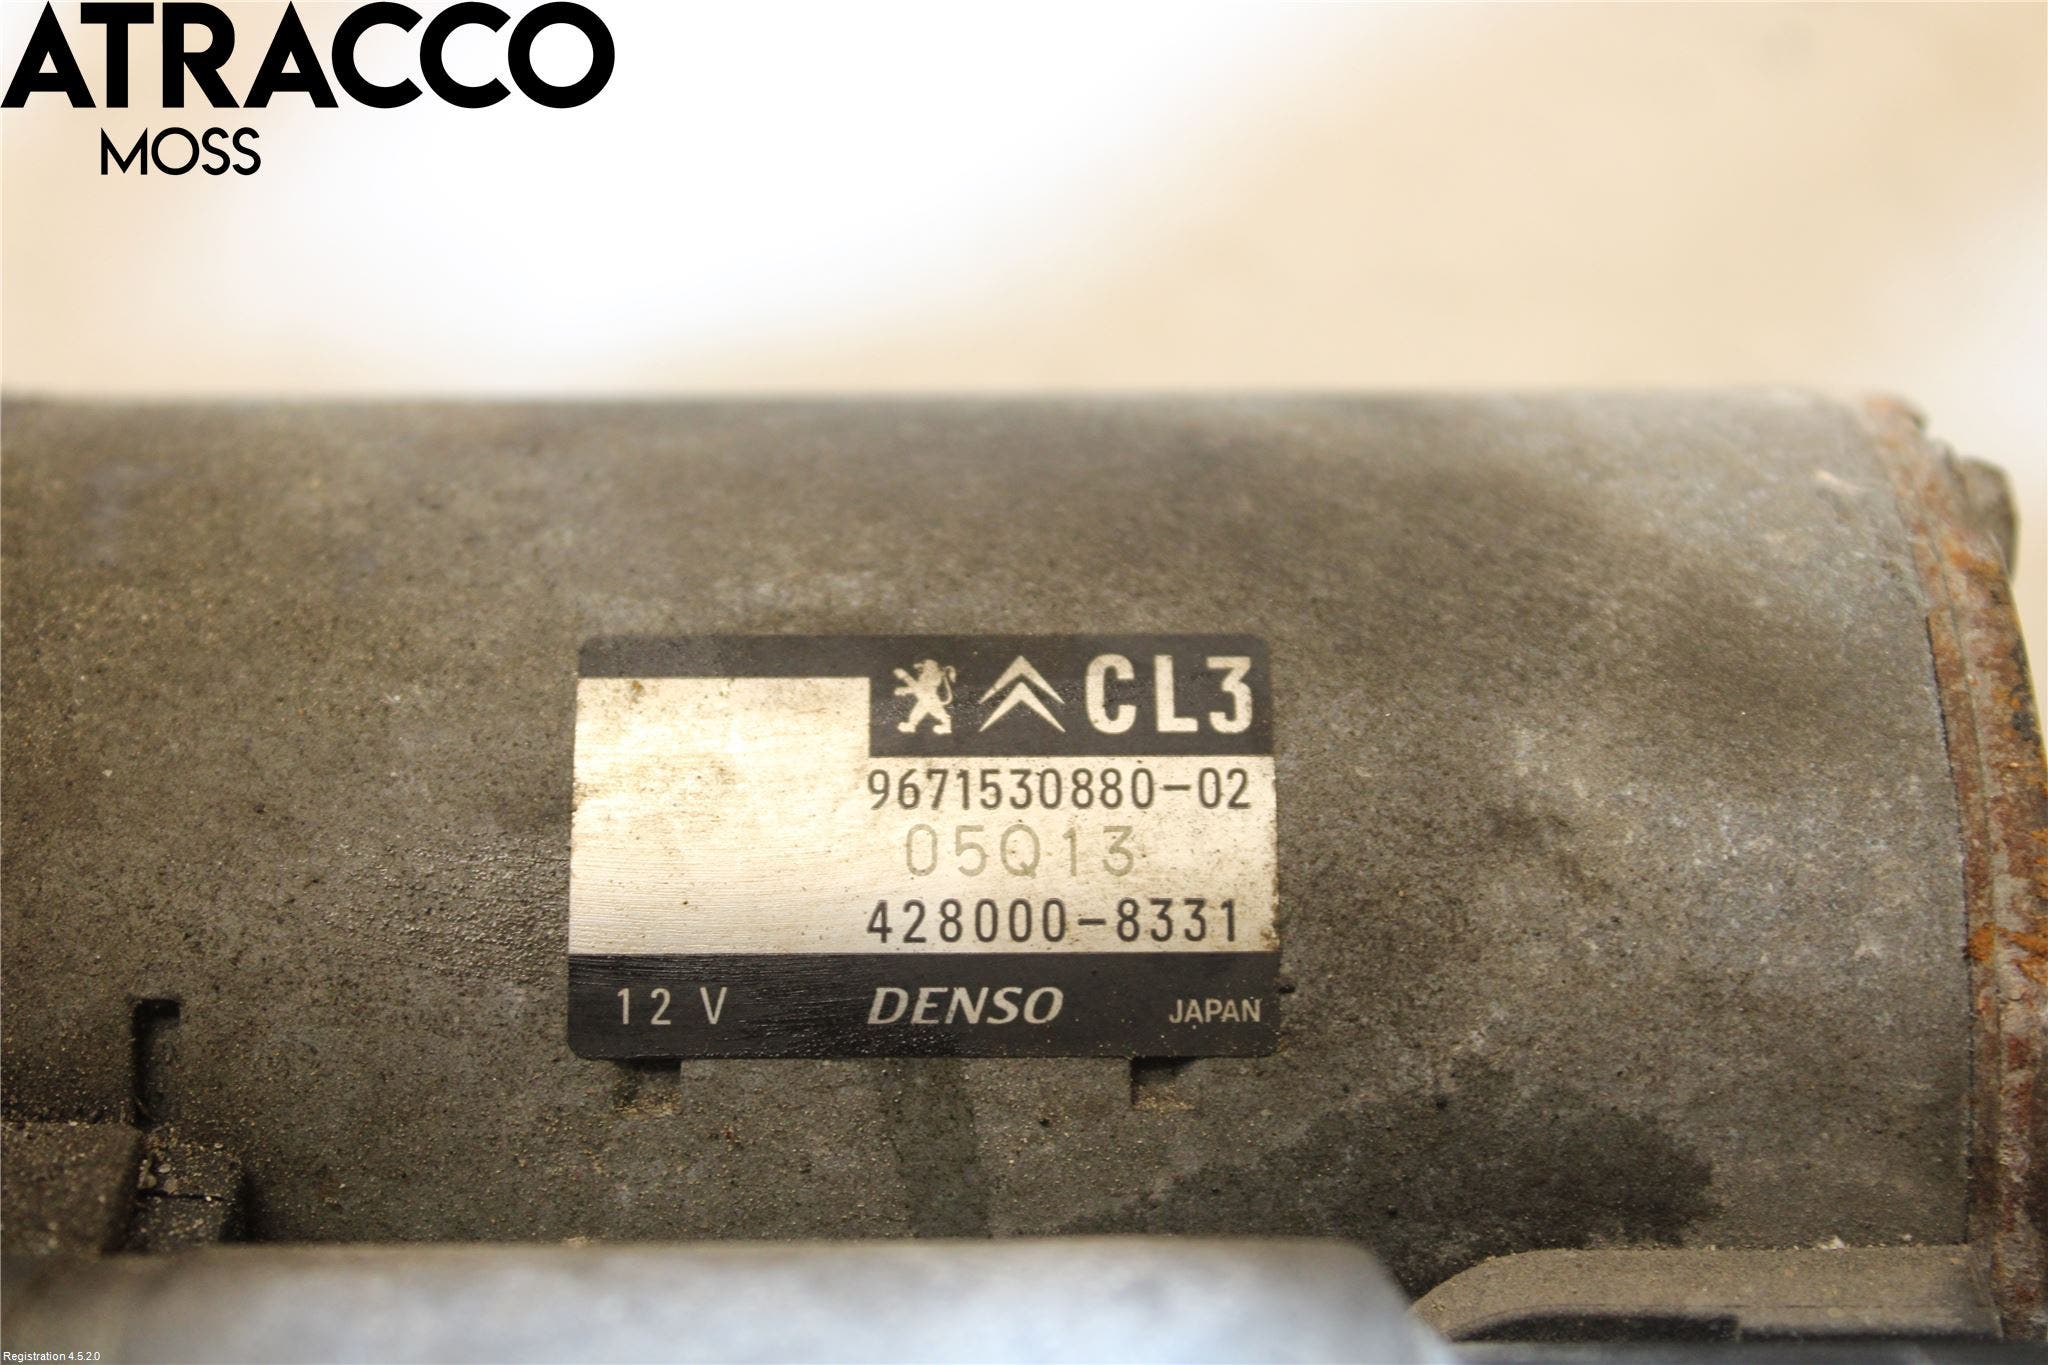 ATRACCO
MOSS
CL3
9671530880-02
05Q13
428000-8331
12 V DENSO JAPAN
Registration 4.5.2.0